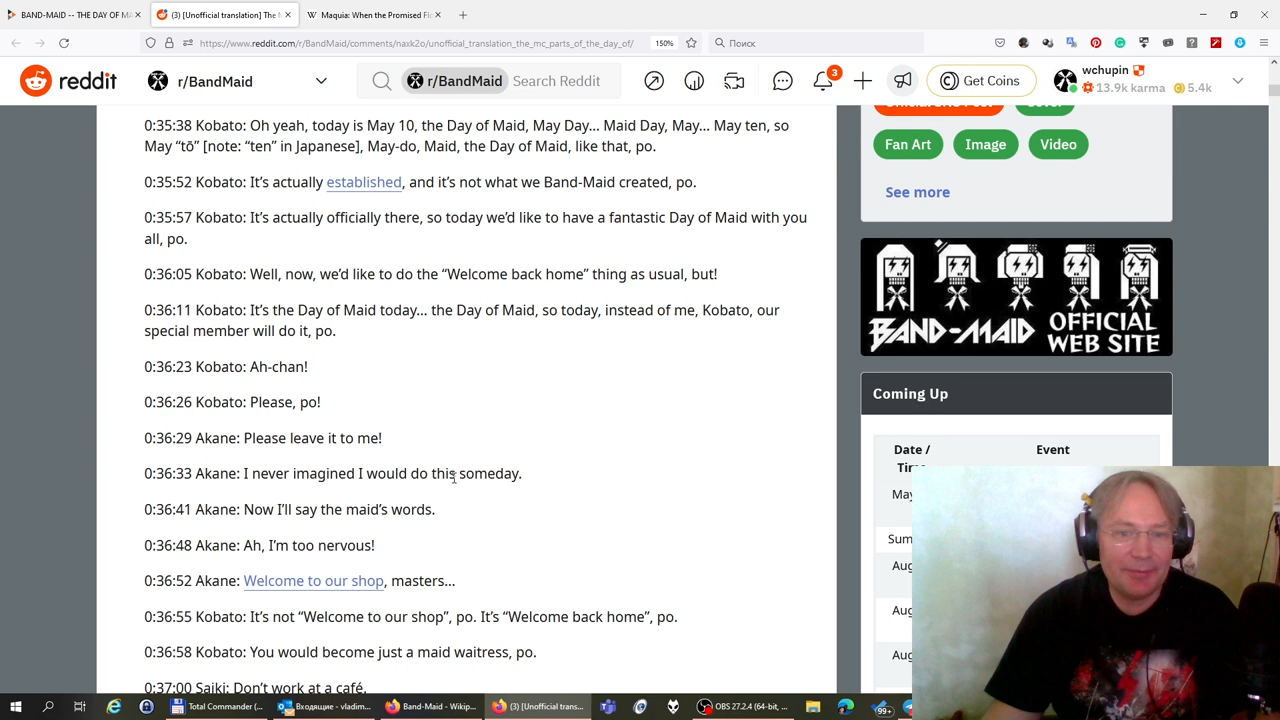 BAND-MAID -- THE DAY OF MA
(3) [Unofficial translation] The M
Maquia: When the Promised Flo
https://www.reddit.com/r/BandMaid/comments/naxk2o/unofficial_translation_the_mc_parts_of_the_day_of/
150%
Поиск
reddit
r/BandMaid
r/BandMaid Search Reddit
3
Get Coins
wchupin
13.9k karma 5.4k
0:35:38 Kobato: Oh yeah, today is May 10, the Day of Maid, May Day... Maid Day, May... May ten, so
May “tō” [note: “ten” in Japanese], May-do, Maid, the Day of Maid, like that, po.
0:35:52 Kobato: It’s actually established, and it’s not what we Band-Maid created, po.
0:35:57 Kobato: It’s actually officially there, so today we’d like to have a fantastic Day of Maid with you
all, po.
0:36:05 Kobato: Well, now, we’d like to do the “Welcome back home” thing as usual, but!
0:36:11 Kobato: It’s the Day of Maid today... the Day of Maid, so today, instead of me, Kobato, our
special member will do it, po.
0:36:23 Kobato: Ah-chan!
0:36:26 Kobato: Please, po!
0:36:29 Akane: Please leave it to me!
0:36:33 Akane: I never imagined I would do this someday.
0:36:41 Akane: Now I’ll say the maid’s words.
0:36:48 Akane: Ah, I’m too nervous!
0:36:52 Akane: Welcome to our shop, masters...
0:36:55 Kobato: It’s not “Welcome to our shop”, po. It’s “Welcome back home”, po.
0:36:58 Kobato: You would become just a maid waitress, po.
0:37:00 Saiki: Don’t work at a café.
Fan Art
Image
Video
See more
BAND-MAID OFFICIAL
WEB SITE
Coming Up
Date /
Event
Aug
Aug
Aug
Total Commander (...
Входящие - vladim...
Band-Maid - Wikip...
(3) [Unofficial tran...
OBS 27.2.4 (64-bit, ...
99+